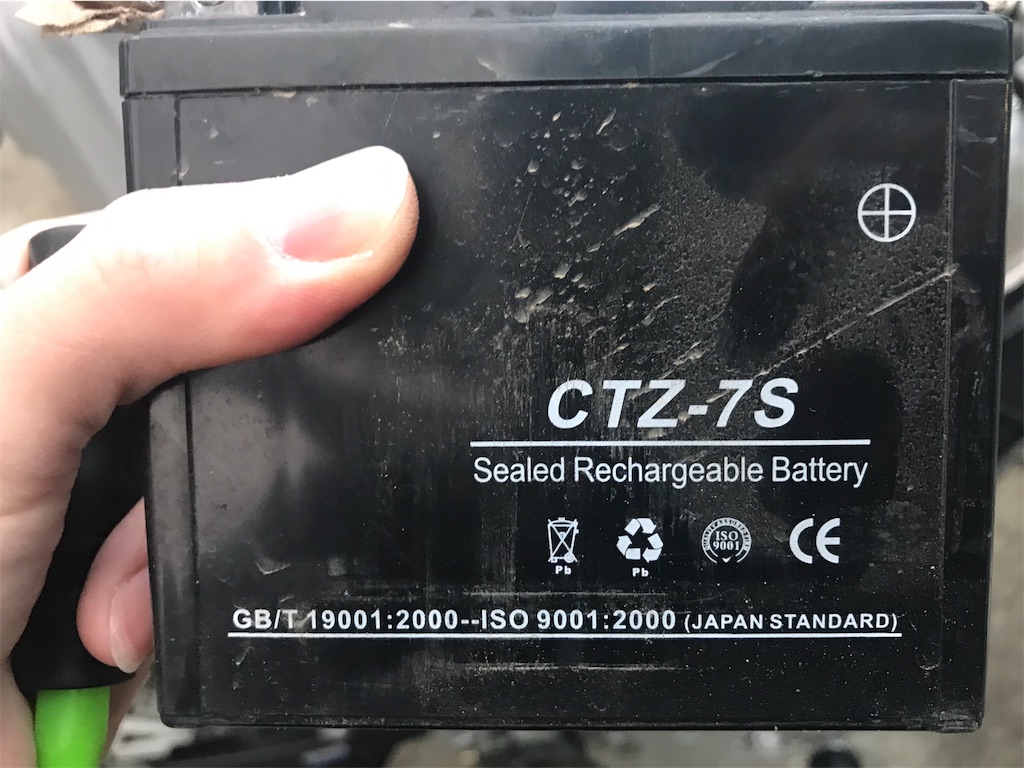 CTZ-7S
Sealed Rechargeable Battery
Pb Pb ISO 9001 CE
GB/T 19001:2000--ISO 9001:2000 (JAPAN STANDARD)